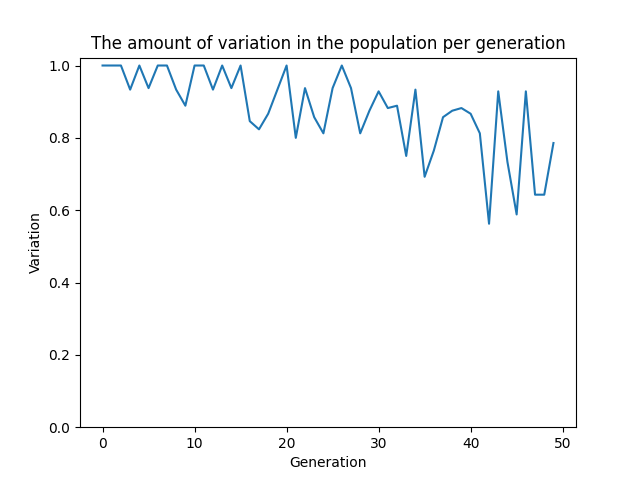 The amount of variation in the population per generation
1.0
0.8
0.6
0.4
0.2
0.0
Variation
0 10 20 30 40 50
Generation